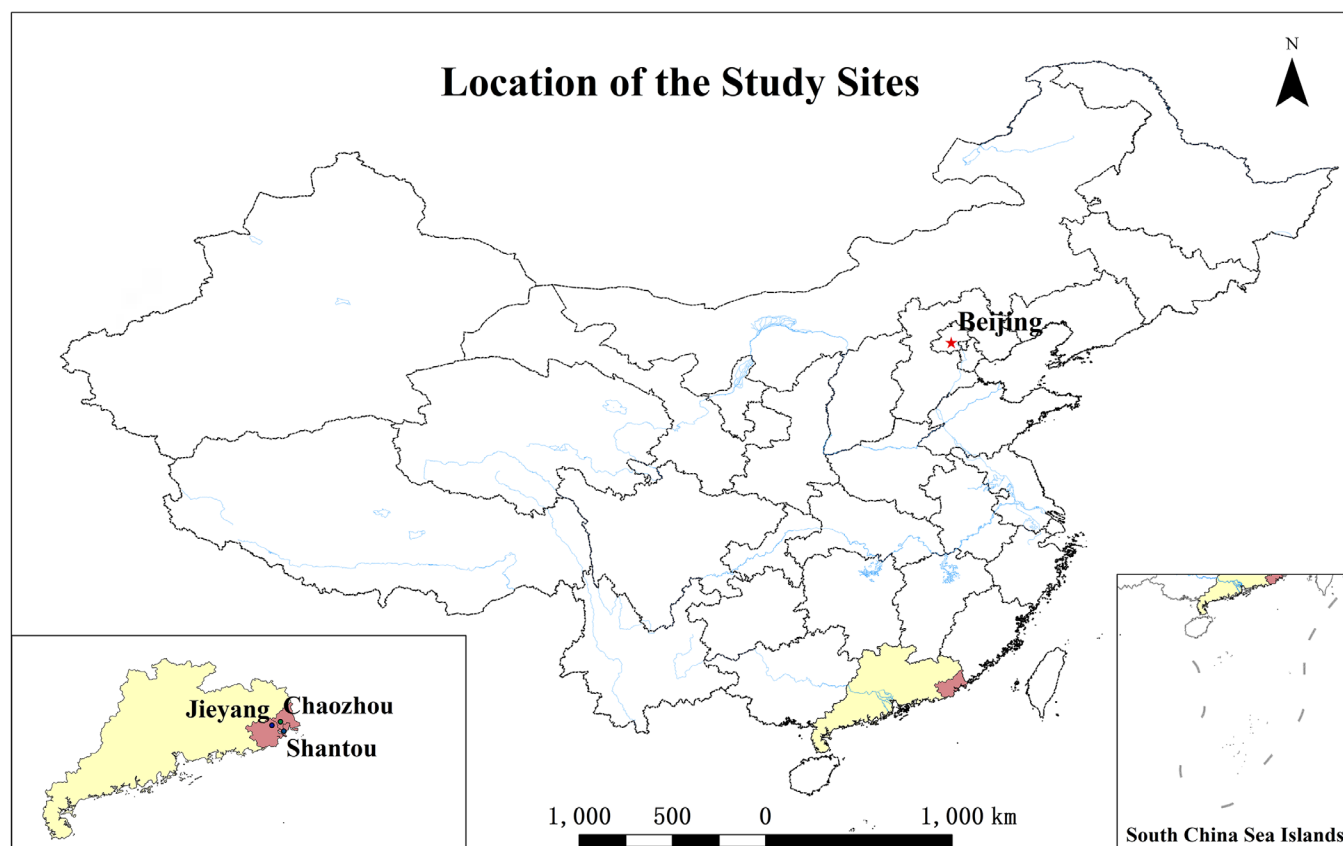 Location of the Study Sites
N
Beijing
Jieyang
Chaozhou
Shantou
1,000 500 0 1,000 km
South China Sea Islands